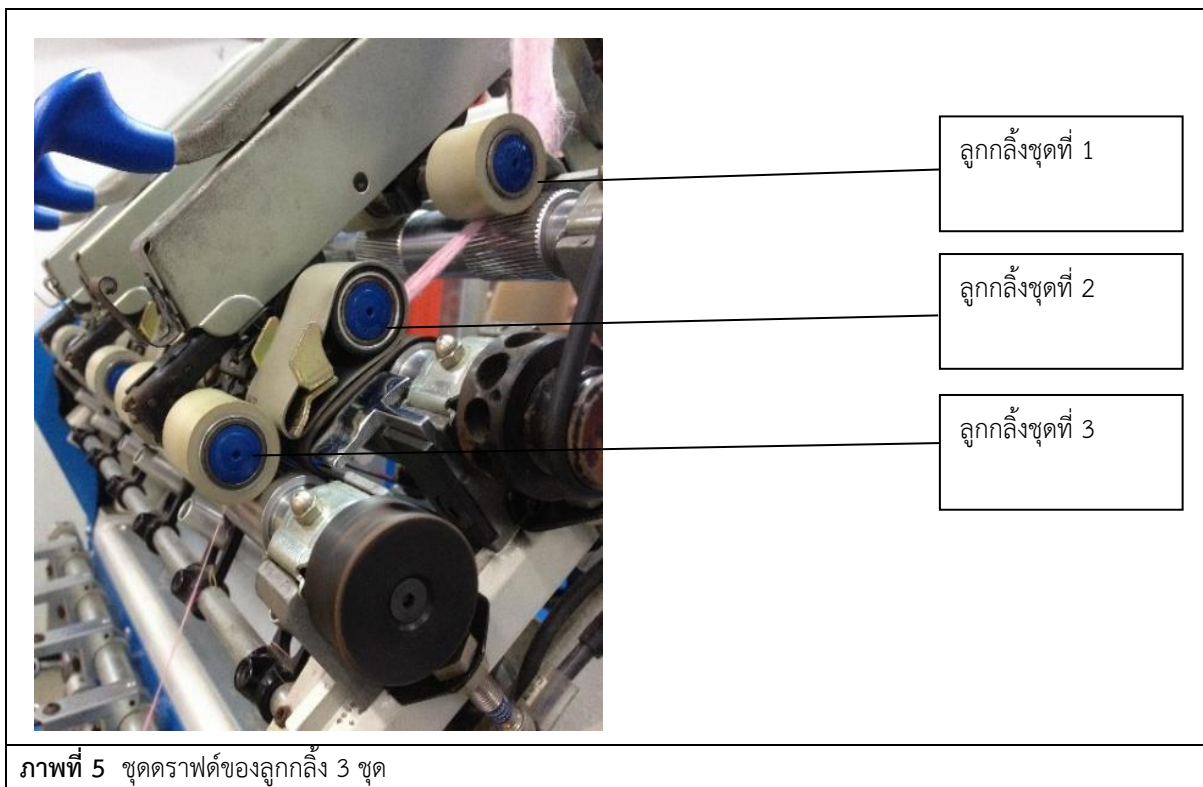 ลูกกลิ้งชุดที่ 1
ลูกกลิ้งชุดที่ 2
ลูกกลิ้งชุดที่ 3
ภาพที่ 5 ชุดดราฟด์ของลูกกลิ้ง 3 ชุด